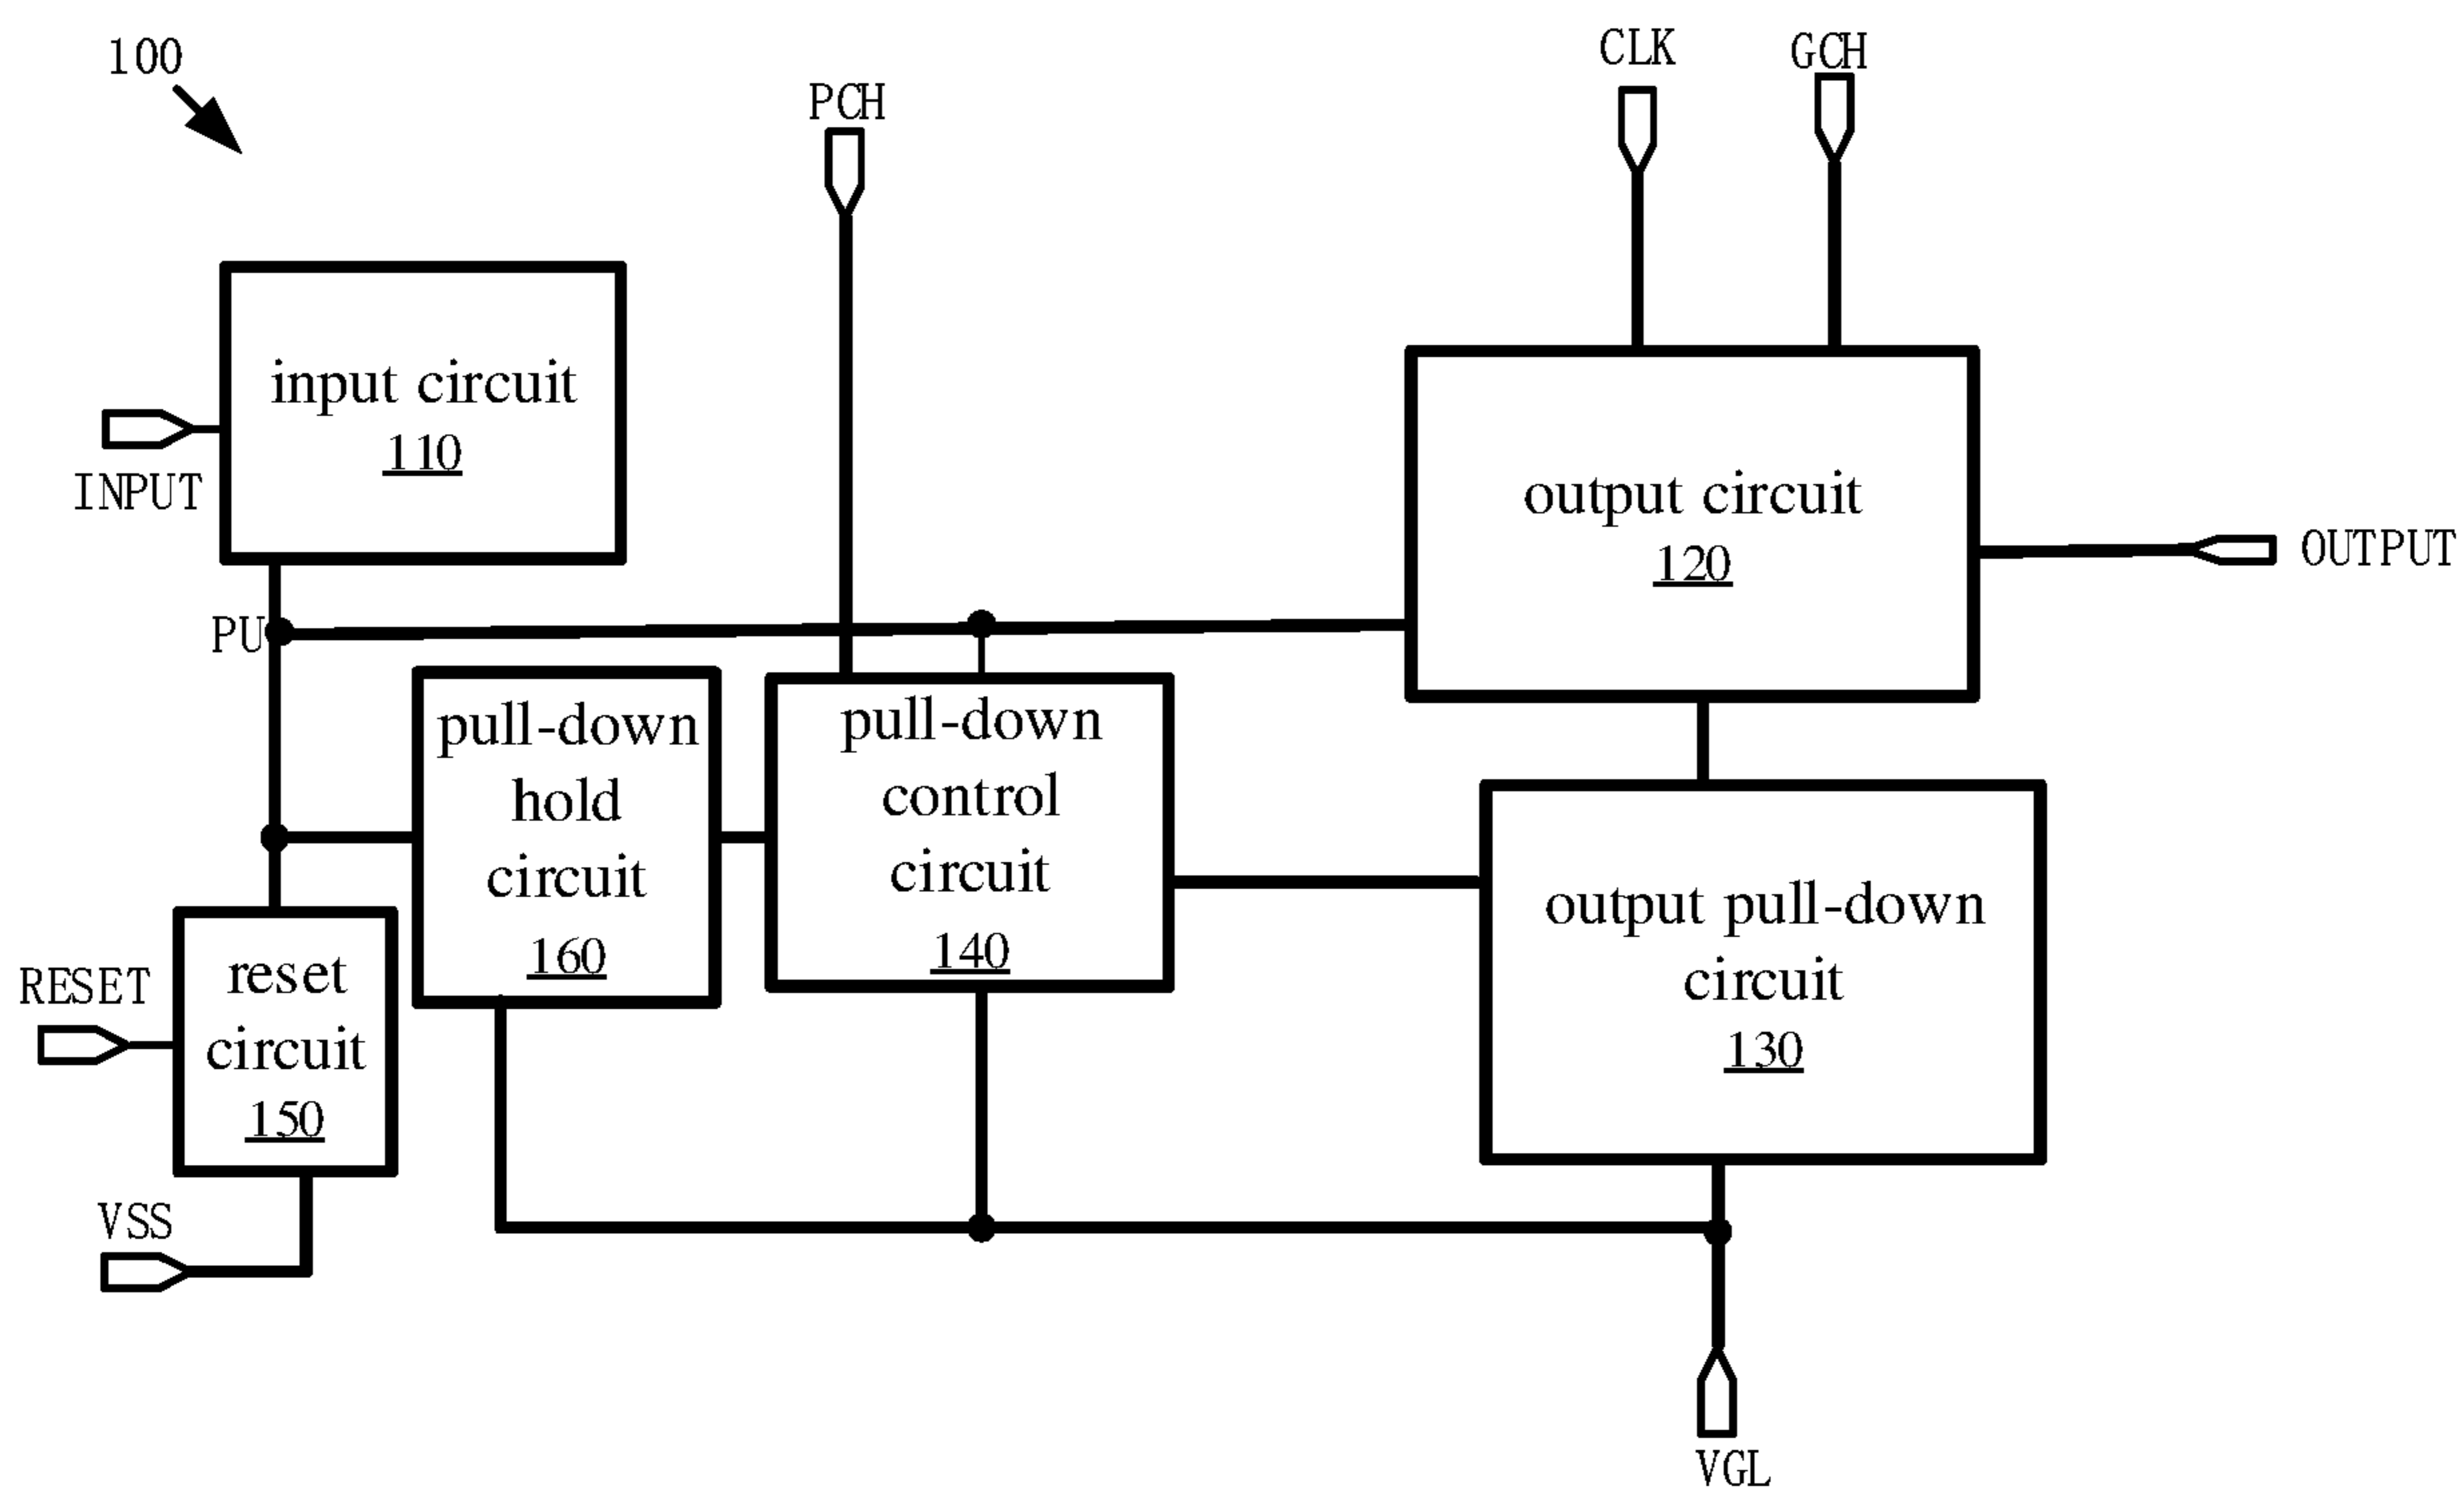 100
PCH
CLK
GCH
input circuit
110
INPUT
output circuit
120
OUTPUT
PU
pull-down
hold
circuit
160
pull-down
control
circuit
140
output pull-down
circuit
130
RESET
reset
circuit
150
VSS
VGL